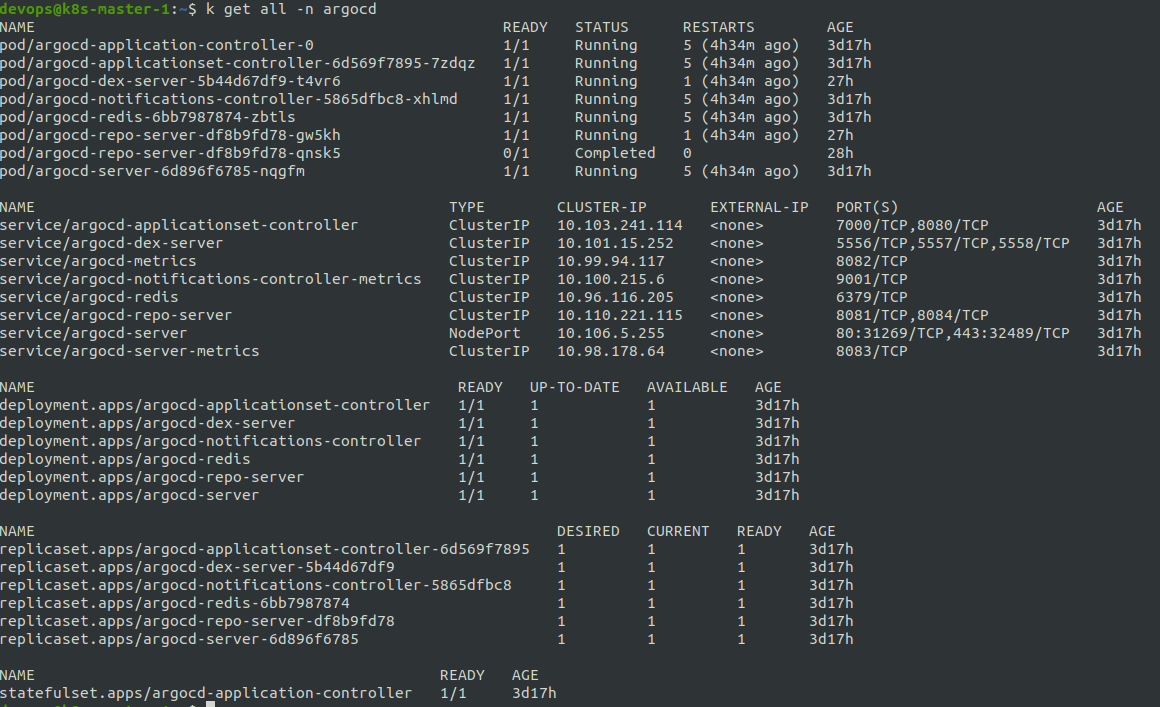 devops@k8s-master-1:~$ k get all -n argocd
NAME READY STATUS RESTARTS AGE
pod/argocd-application-controller-0 1/1 Running 5 (4h34m ago) 3d17h
pod/argocd-applicationset-controller-6d569f7895-7zdqz 1/1 Running 5 (4h34m ago) 3d17h
pod/argocd-dex-server-5b44d67df9-t4vr6 1/1 Running 1 (4h34m ago) 27h
pod/argocd-notifications-controller-5865dfbc8-xhlmd 1/1 Running 5 (4h34m ago) 3d17h
pod/argocd-redis-6bb7987874-zbtls 1/1 Running 5 (4h34m ago) 3d17h
pod/argocd-repo-server-df8b9fd78-gw5kh 1/1 Running 1 (4h34m ago) 27h
pod/argocd-repo-server-df8b9fd78-qnsk5 0/1 Completed 0 28h
pod/argocd-server-6d896f6785-nqgfm 1/1 Running 5 (4h34m ago) 3d17h
NAME TYPE CLUSTER-IP EXTERNAL-IP PORT(S) AGE
service/argocd-applicationset-controller ClusterIP 10.103.241.114 <none> 7000/TCP,8080/TCP 3d17h
service/argocd-dex-server ClusterIP 10.101.15.252 <none> 5556/TCP,5557/TCP,5558/TCP 3d17h
service/argocd-metrics ClusterIP 10.99.94.117 <none> 8082/TCP 3d17h
service/argocd-notifications-controller-metrics ClusterIP 10.100.215.6 <none> 9001/TCP 3d17h
service/argocd-redis ClusterIP 10.96.116.205 <none> 6379/TCP 3d17h
service/argocd-repo-server ClusterIP 10.110.221.115 <none> 8081/TCP,8084/TCP 3d17h
service/argocd-server NodePort 10.106.5.255 <none> 80:31269/TCP,443:32489/TCP 3d17h
service/argocd-server-metrics ClusterIP 10.98.178.64 <none> 8083/TCP 3d17h
NAME READY UP-TO-DATE AVAILABLE AGE
deployment.apps/argocd-applicationset-controller 1/1 1 1 3d17h
deployment.apps/argocd-dex-server 1/1 1 1 3d17h
deployment.apps/argocd-notifications-controller 1/1 1 1 3d17h
deployment.apps/argocd-redis 1/1 1 1 3d17h
deployment.apps/argocd-repo-server 1/1 1 1 3d17h
deployment.apps/argocd-server 1/1 1 1 3d17h
NAME DESIRED CURRENT READY AGE
replicaset.apps/argocd-applicationset-controller-6d569f7895 1 1 1 3d17h
replicaset.apps/argocd-dex-server-5b44d67df9 1 1 1 3d17h
replicaset.apps/argocd-notifications-controller-5865dfbc8 1 1 1 3d17h
replicaset.apps/argocd-redis-6bb7987874 1 1 1 3d17h
replicaset.apps/argocd-repo-server-df8b9fd78 1 1 1 3d17h
replicaset.apps/argocd-server-6d896f6785 1 1 1 3d17h
NAME READY AGE
statefulset.apps/argocd-application-controller 1/1 3d17h